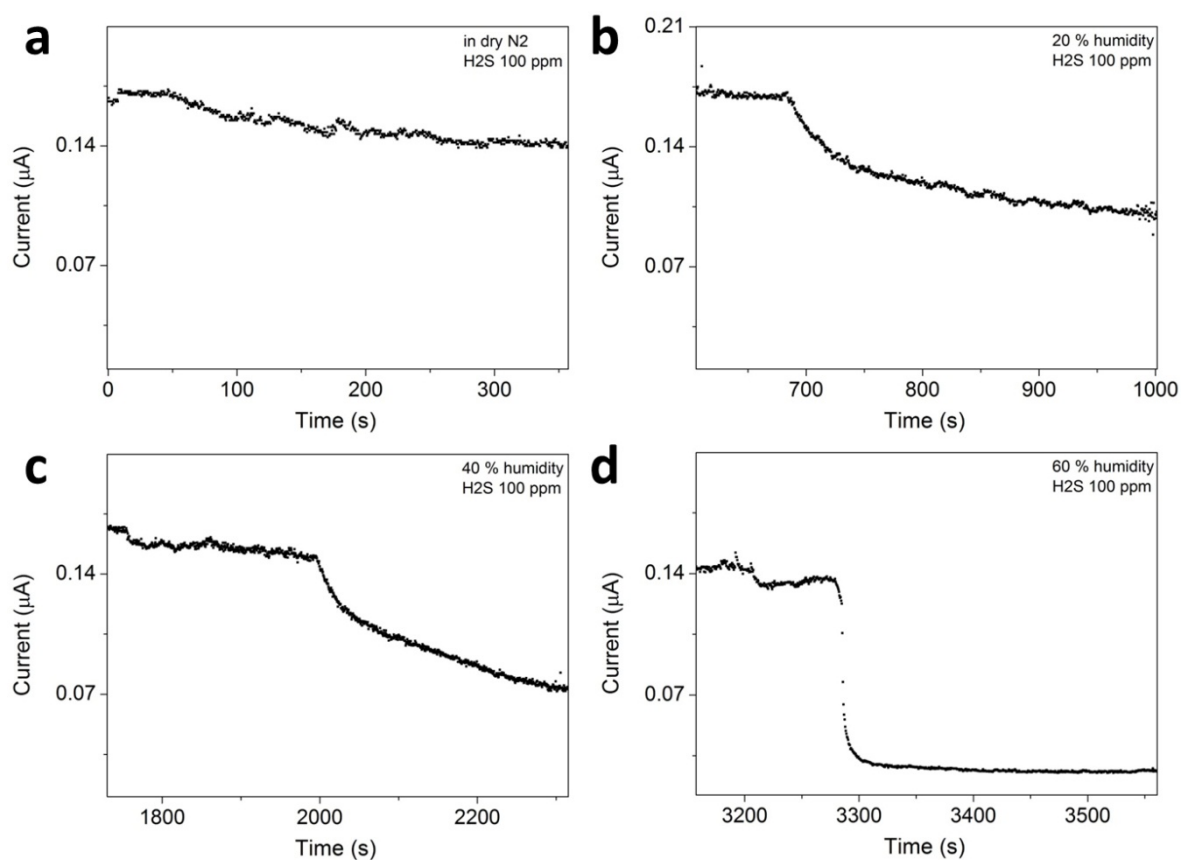 a
in dry N2
H2S 100 ppm
0.14
0.07
Current (μA)
0
100
200
300
Time (s)
b
20 % humidity
H2S 100 ppm
0.21
0.14
0.07
Current (μA)
700
800
900
1000
Time (s)
c
40 % humidity
H2S 100 ppm
0.14
0.07
Current (μA)
1800
2000
2200
Time (s)
d
60 % humidity
H2S 100 ppm
0.14
0.07
Current (μA)
3200
3300
3400
3500
Time (s)